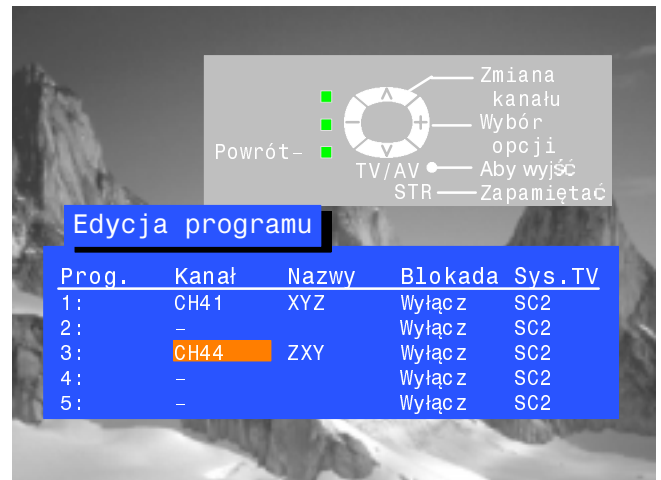 Zmiana
kanału
Wybór
opcji
Powrót–
TV/AV
Aby wyjść
STR
Zapamiętać
Edycja programu
Prog. Kanał Nazwy Blokada Sys.TV
1: CH41 XYZ Wyłącz SC2
2: – Wyłącz SC2
3: CH44 ZXY Wyłącz SC2
4: – Wyłącz SC2
5: – Wyłącz SC2